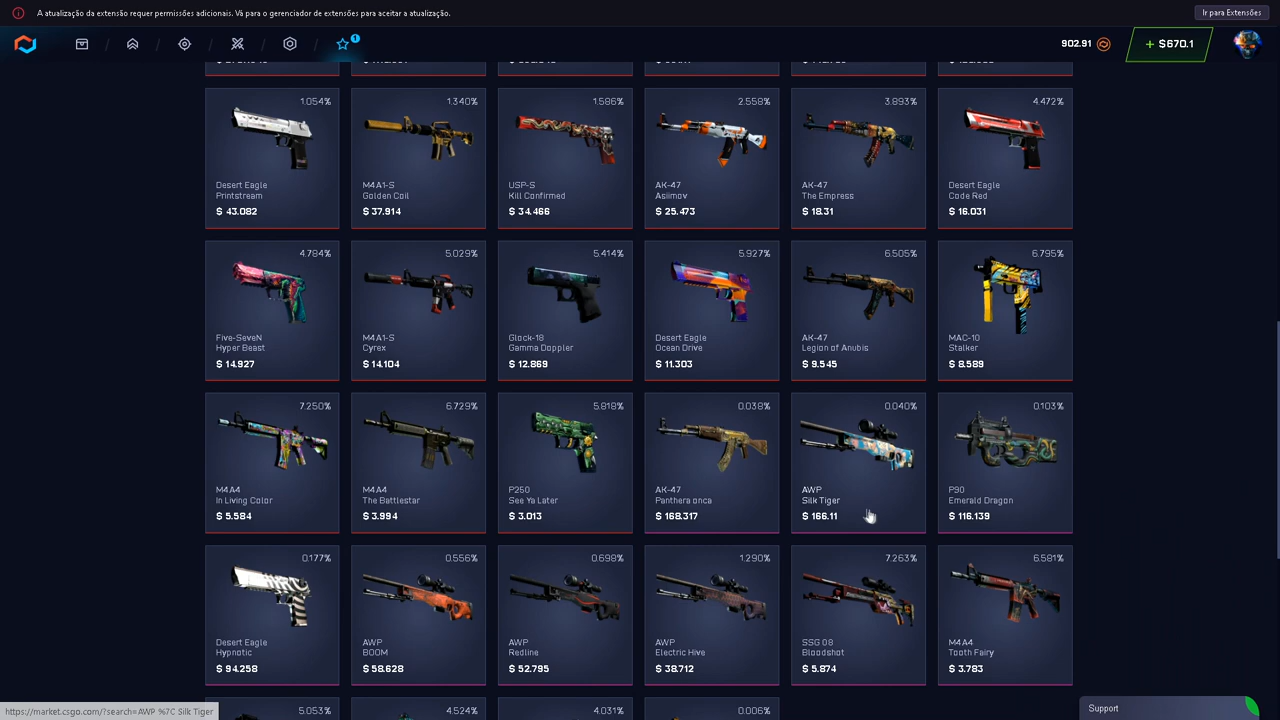 A atualização da extensão requer permissões adicionais. Vá para o gerenciador de extensões para aceitar a atualização.
Ir para Extensões
1
902.91
+ $670.1
1.054%
Desert Eagle
Printstream
$ 43.082
1.340%
M4A1-S
Golden Coil
$ 37.914
1.586%
USP-S
Kill Confirmed
$ 34.466
2.558%
AK-47
Asiimov
$ 25.473
3.893%
AK-47
The Empress
$ 18.31
4.472%
Desert Eagle
Code Red
$ 16.031
4.784%
Five-SeveN
Hyper Beast
$ 14.927
5.029%
M4A1-S
Cyrex
$ 14.104
5.414%
Glock-18
Gamma Doppler
$ 12.869
5.927%
Desert Eagle
Ocean Drive
$ 11.303
6.505%
AK-47
Legion of Anubis
$ 9.545
6.795%
MAC-10
Stalker
$ 8.589
7.250%
M4A4
In Living Color
$ 5.584
6.729%
M4A4
The Battlestar
$ 3.994
5.818%
P250
See Ya Later
$ 3.013
0.038%
AK-47
Panthera onca
$ 168.317
0.040%
AWP
Silk Tiger
$ 166.11
0.103%
P90
Emerald Dragon
$ 116.139
0.177%
Desert Eagle
Hypnotic
$ 94.258
0.556%
AWP
BOOM
$ 58.628
0.698%
AWP
Redline
$ 52.795
1.290%
AWP
Electric Hive
$ 38.712
7.263%
SSG 08
Bloodshot
$ 5.874
6.581%
M4A4
Tooth Fairy
$ 3.783
5.053%
4.524%
4.031%
0.006%
https://market.csgo.com/?search=AWP %7C Silk Tiger
Support